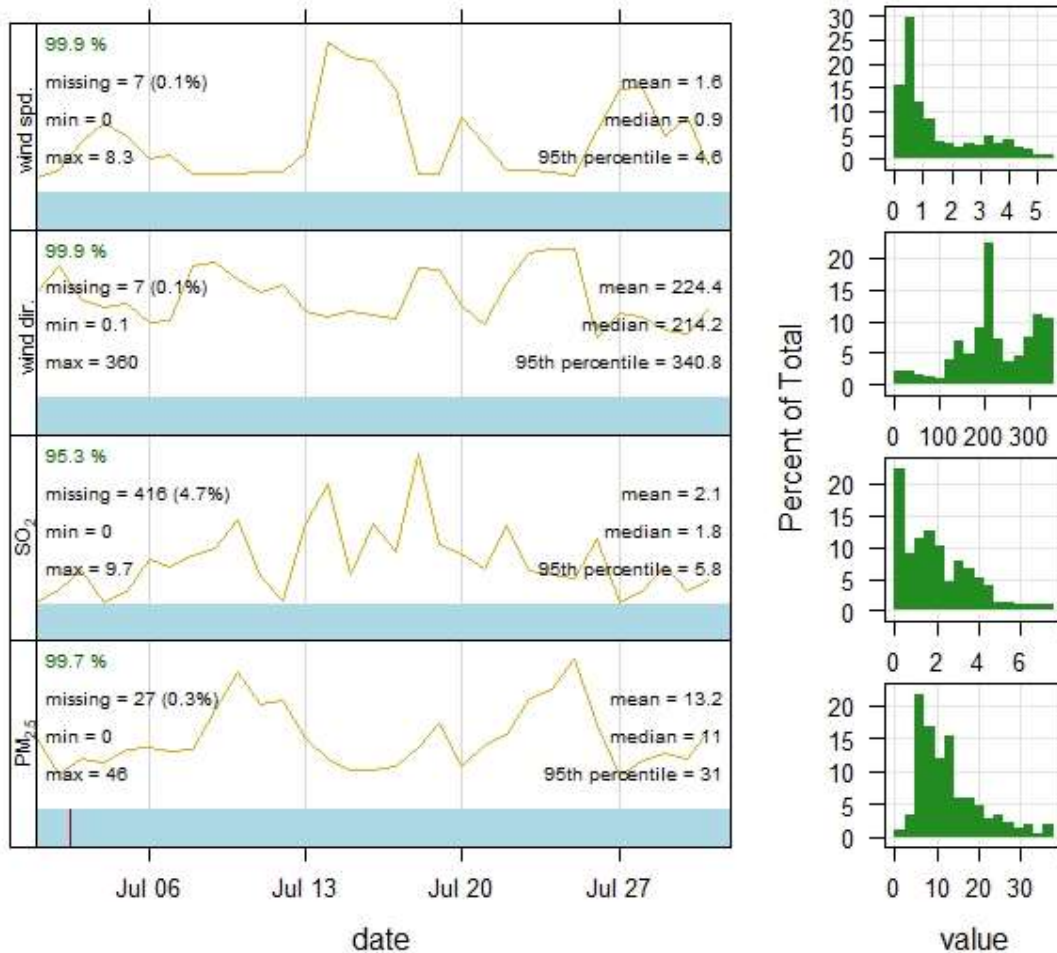 wind spd.
99.9 %
missing = 7 (0.1%)
min = 0
max = 8.3
mean = 1.6
median = 0.9
95th percentile = 4.6
wind dir.
99.9 %
missing = 7 (0.1%)
min = 0.1
max = 360
mean = 224.4
median = 214.2
95th percentile = 340.8
SO2
95.3 %
missing = 416 (4.7%)
min = 0
max = 9.7
mean = 2.1
median = 1.8
95th percentile = 5.8
PM2.5
99.7 %
missing = 27 (0.3%)
min = 0
max = 46
mean = 13.2
median = 11
95th percentile = 31
Jul 06 Jul 13 Jul 20 Jul 27
date
Percent of Total
30
25
20
15
10
5
0
0 1 2 3 4 5
20
15
10
5
0
0 100 200 300
20
15
10
5
0
0 2 4 6
20
15
10
5
0
0 10 20 30
value